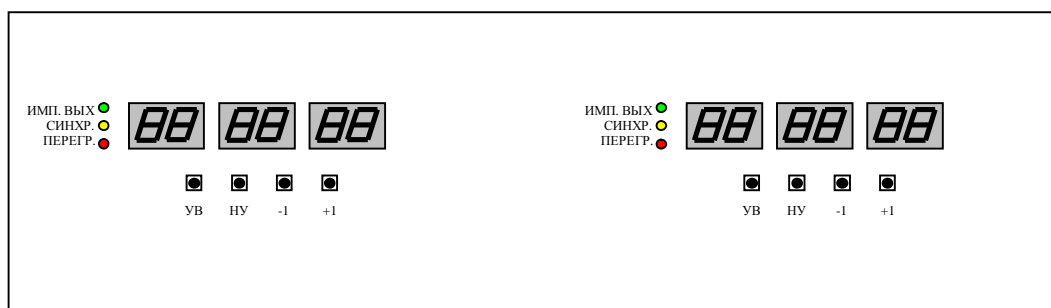 ИМП. ВЫХ
СИНХР.
ПЕРЕГР.
88 88 88
УВ НУ -1 +1
ИМП. ВЫХ
СИНХР.
ПЕРЕГР.
88 88 88
УВ НУ -1 +1